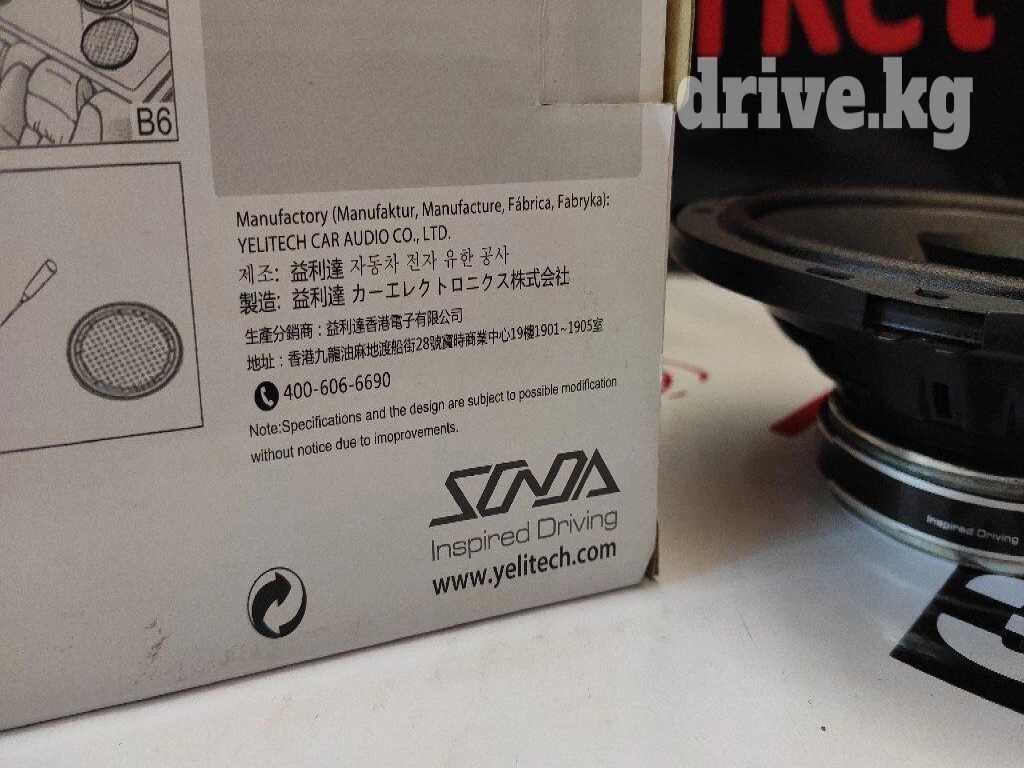 rket
drive.kg
B6
Manufactory (Manufaktur, Manufacture, Fábrica, Fabryka):
YELITECH CAR AUDIO CO., LTD.
제조: 益利達 자동차 전자 유한 공사
製造: 益利達 カーエレクトロニクス株式会社
生產分銷商：益利達香港電子有限公司
地址：香港九龍油麻地渡船街28號寶時商業中心19樓1901~1905室
400-606-6690
Note:Specifications and the design are subject to possible modification
without notice due to imoprovements.
SONDA
Inspired Driving
www.yelitech.com
Inspired Driving